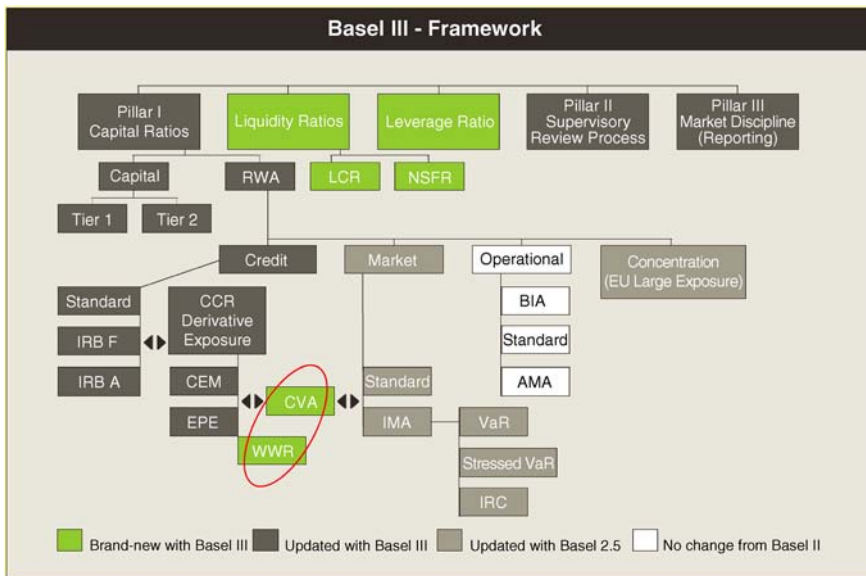 Basel III - Framework
Pillar I
Capital Ratios
Liquidity Ratios
Leverage Ratio
Pillar II
Supervisory
Review Process
Pillar III
Market Discipline
(Reporting)
Capital
RWA
LCR
NSFR
Tier 1
Tier 2
Credit
Market
Operational
Concentration
(EU Large Exposure)
Standard
IRB F
IRB A
CCR
Derivative
Exposure
CEM
EPE
CVA
WWR
Standard
IMA
BIA
Standard
AMA
VaR
Stressed VaR
IRC
Brand-new with Basel III
Updated with Basel III
Updated with Basel 2.5
No change from Basel II